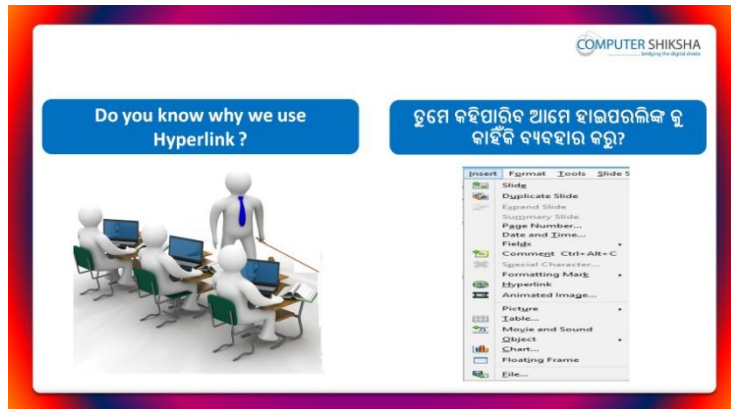 COMPUTER SHIKSHA
bridging the digital divide
Do you know why we use
Hyperlink ?
ତୁମେ କହିପାରିବ ଆମେ ହାଇପରଲିଙ୍କ କୁ
କାହିଁକି ବ୍ୟବହାର କରୁ?
Insert Format Tools Slide S
Slide
Duplicate Slide
Expand Slide
Summary Slide
Page Number...
Date and Time...
Fields
Comment Ctrl+Alt+C
Special Character...
Formatting Mark
Hyperlink
Animated Image...
Picture
Table...
Movie and Sound
Object
Chart...
Floating Frame
File...